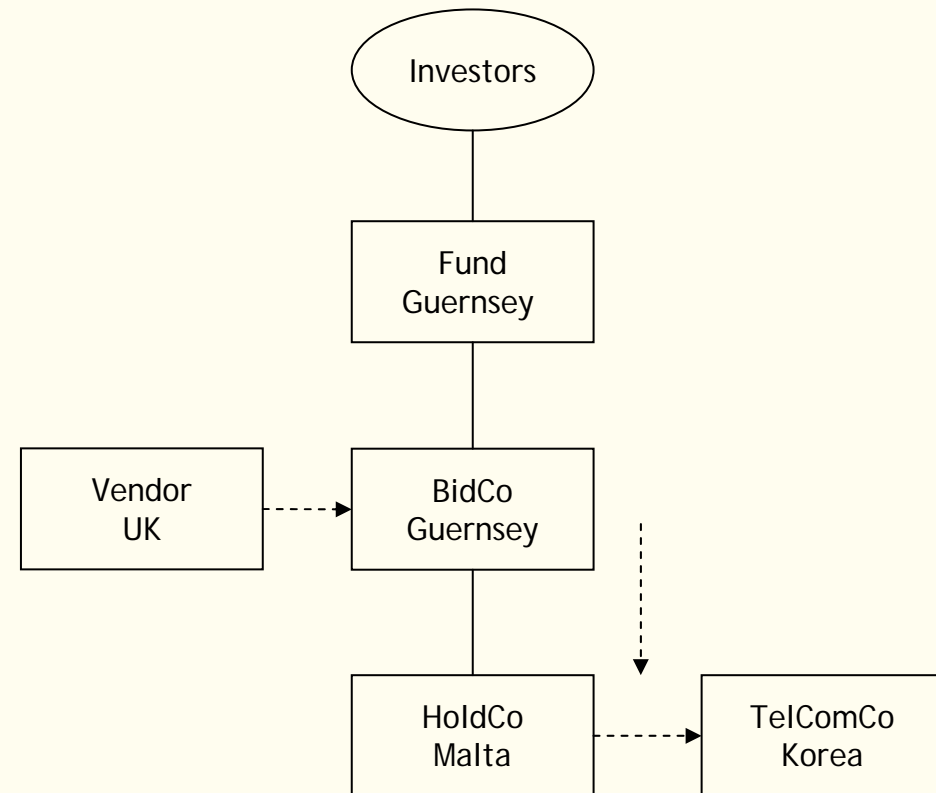 Investors
Fund
Guernsey
Vendor
UK
BidCo
Guernsey
HoldCo
Malta
TelComCo
Korea